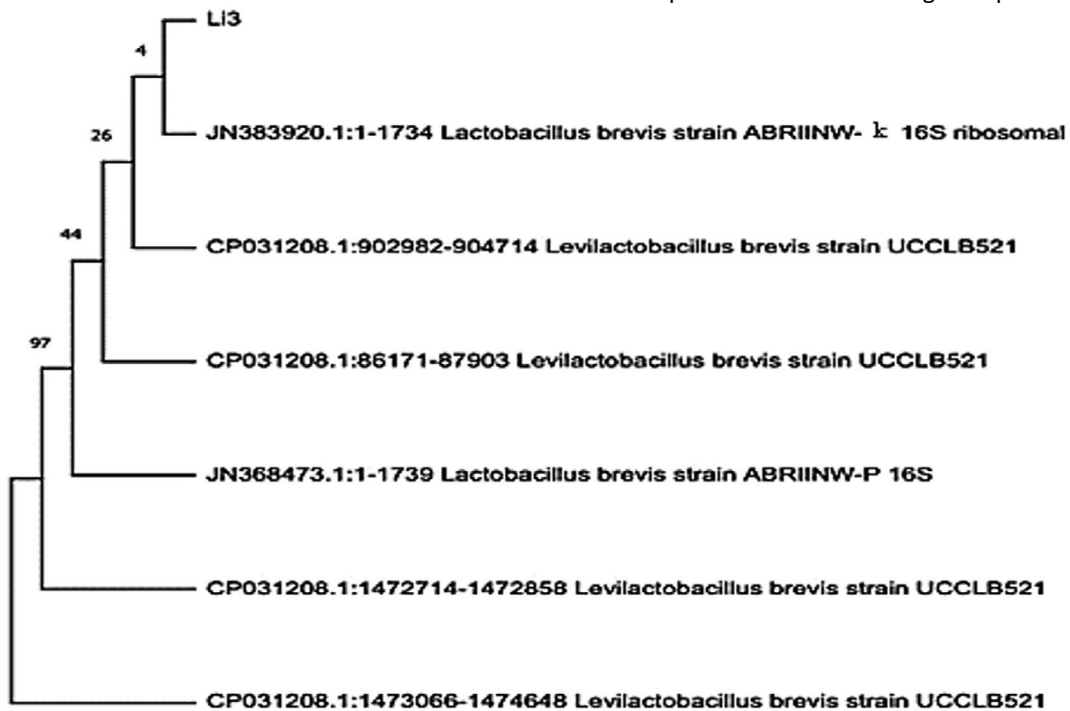 Li3
4
JN383920.1:1-1734 Lactobacillus brevis strain ABRIINW- k 16S ribosomal
26
CP031208.1:902982-904714 Levilactobacillus brevis strain UCCLB521
44
CP031208.1:86171-87903 Levilactobacillus brevis strain UCCLB521
97
JN368473.1:1-1739 Lactobacillus brevis strain ABRIINW-P 16S
CP031208.1:1472714-1472858 Levilactobacillus brevis strain UCCLB521
CP031208.1:1473066-1474648 Levilactobacillus brevis strain UCCLB521